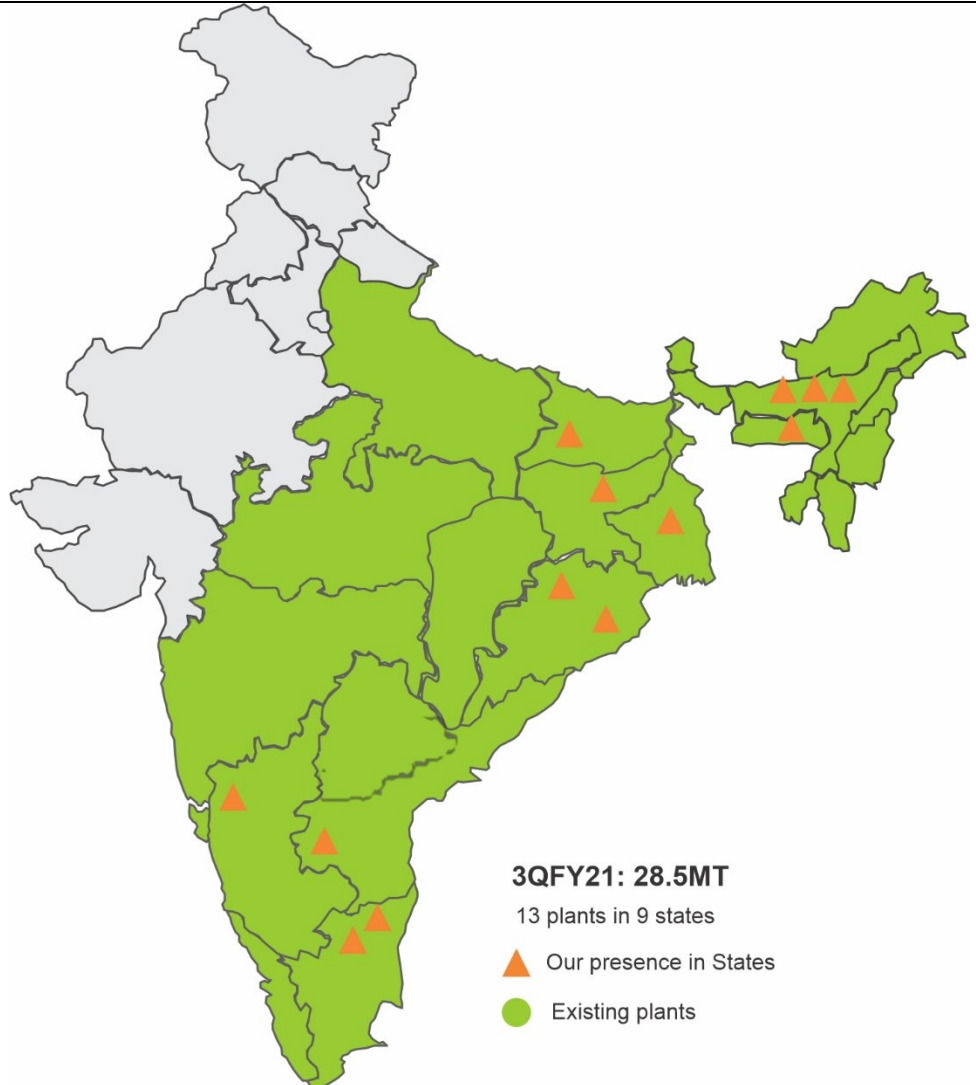 3QFY21: 28.5MT
13 plants in 9 states
Our presence in States
Existing plants